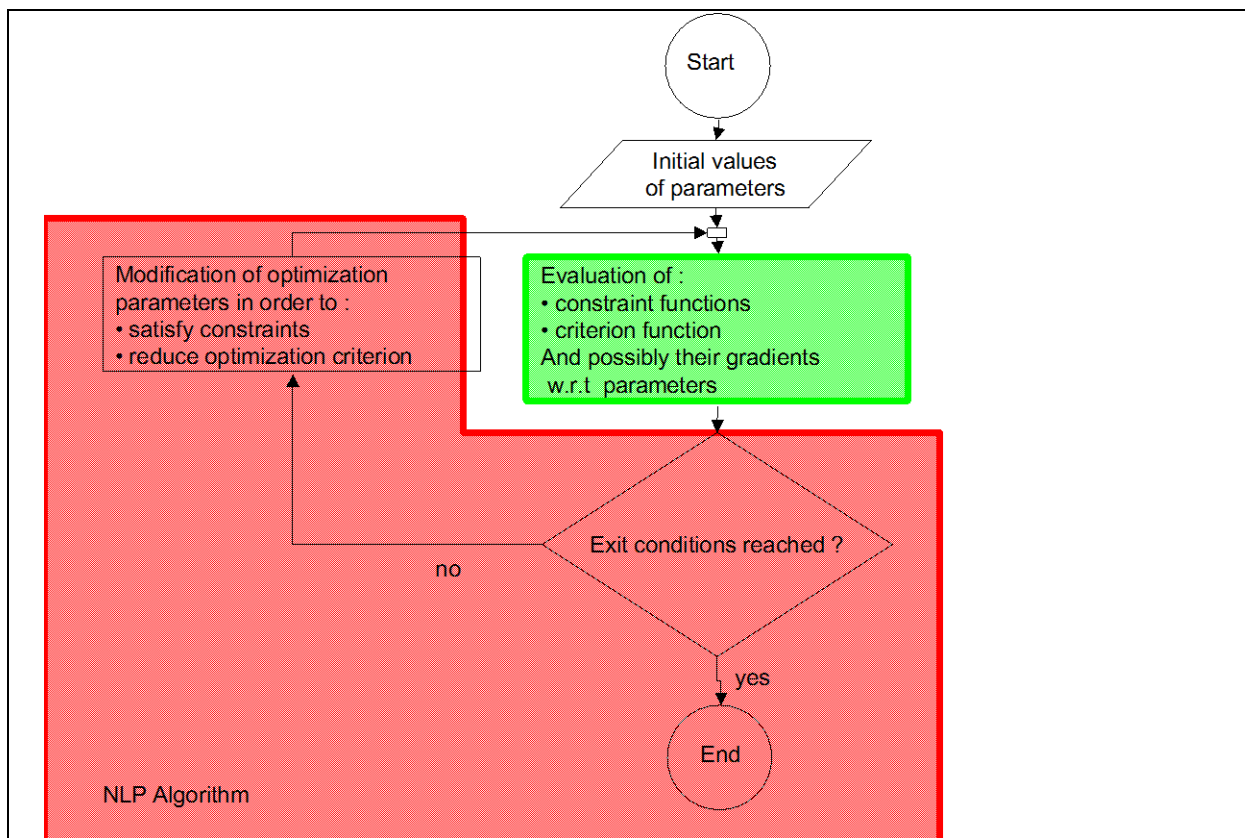 Start
Initial values
of parameters
Modification of optimization
parameters in order to :
• satisfy constraints
• reduce optimization criterion
Evaluation of :
• constraint functions
• criterion function
And possibly their gradients
w.r.t parameters
Exit conditions reached ?
no
yes
End
NLP Algorithm